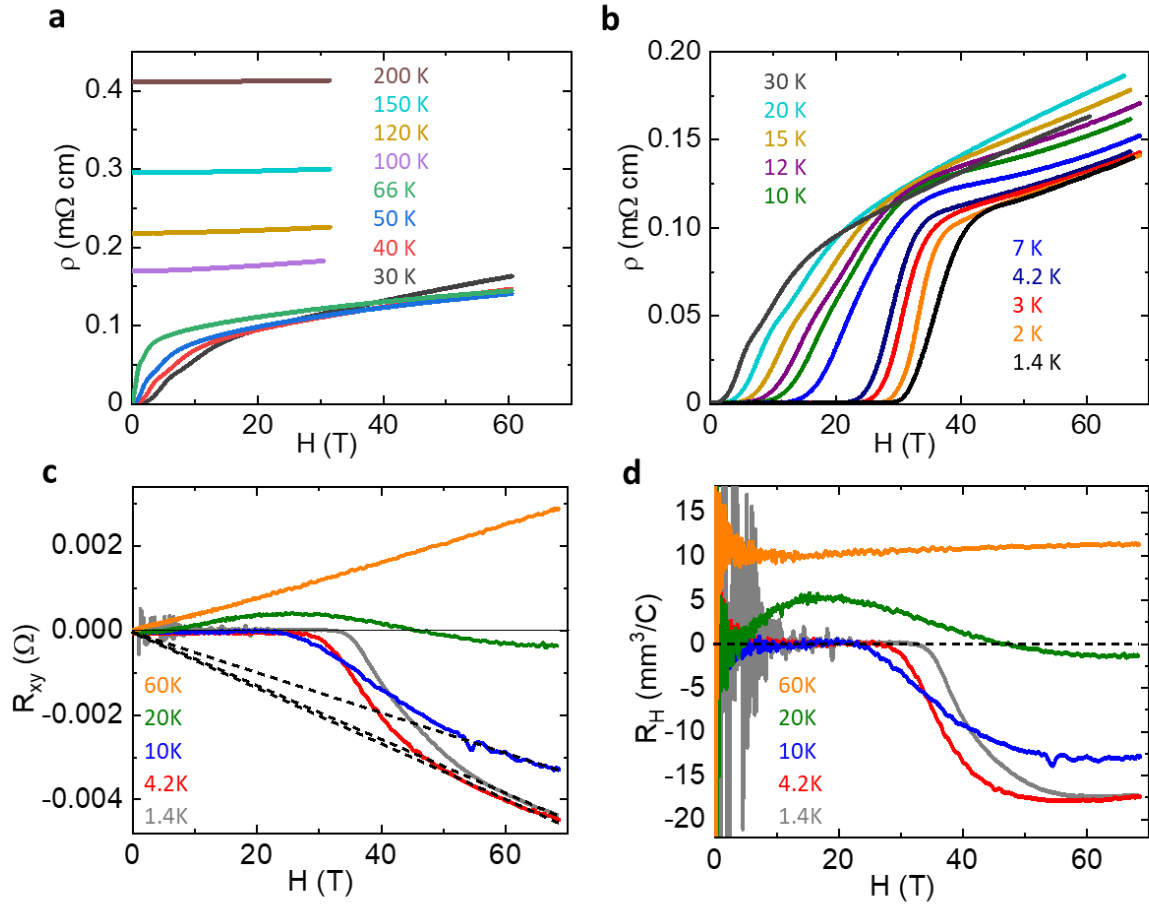 a
ρ (mΩ cm)
0.4
0.3
0.2
0.1
0
200 K
150 K
120 K
100 K
66 K
50 K
40 K
30 K
0
20
40
60
H (T)
b
ρ (mΩ cm)
0.20
0.15
0.10
0.05
0
30 K
20 K
15 K
12 K
10 K
7 K
4.2 K
3 K
2 K
1.4 K
0
20
40
60
H (T)
c
Rxy (Ω)
0.002
0.000
-0.002
-0.004
60K
20K
10K
4.2K
1.4K
0
20
40
60
H (T)
d
RH (mm³/C)
15
10
5
0
-5
-10
-15
-20
60K
20K
10K
4.2K
1.4K
0
20
40
60
H (T)